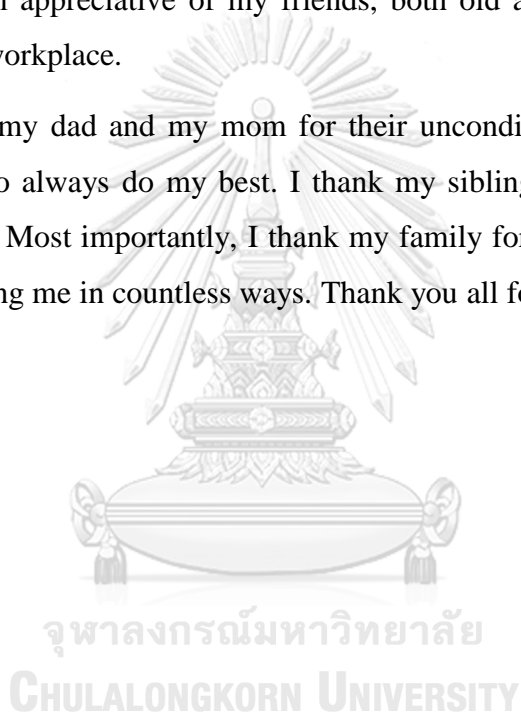 appreciative of my friends, both old a
workplace.
my dad and my mom for their uncondi
o always do my best. I thank my sibling
Most importantly, I thank my family for
ng me in countless ways. Thank you all fo
จุฬาลงกรณ์มหาวิทยาลัย
CHULALONGKORN UNIVERSITY